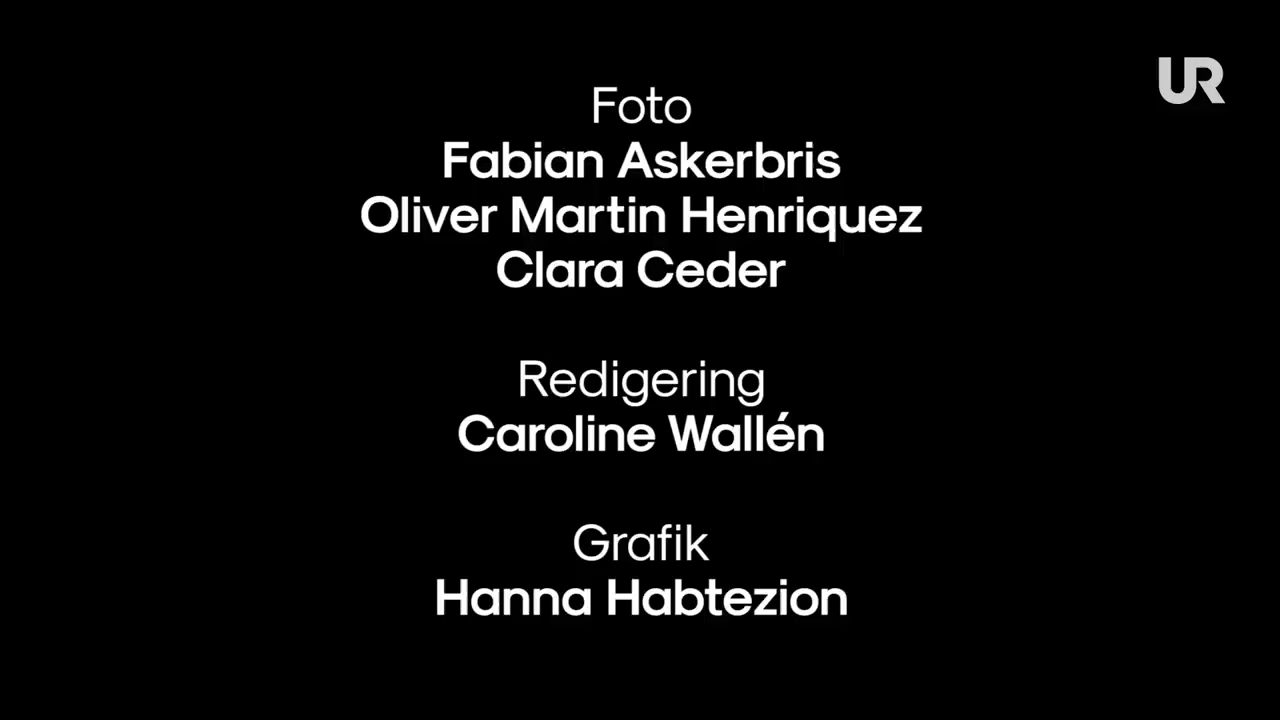 UR
Foto
Fabian Askerbris
Oliver Martin Henriquez
Clara Ceder
Redigering
Caroline Wallén
Grafik
Hanna Habtezion